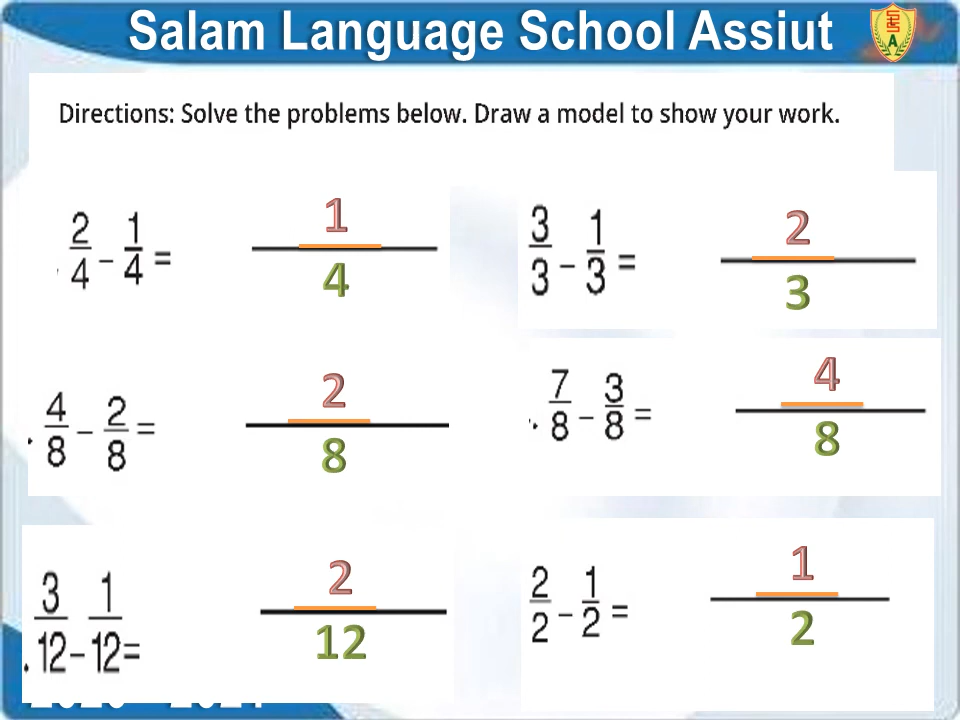 Salam Language School Assiut
A
Directions: Solve the problems below. Draw a model to show your work.
2/4 - 1/4 = 1/4
3/3 - 1/3 = 2/3
4/8 - 2/8 = 2/8
7/8 - 3/8 = 4/8
3/12 - 1/12 = 2/12
2/2 - 1/2 = 1/2